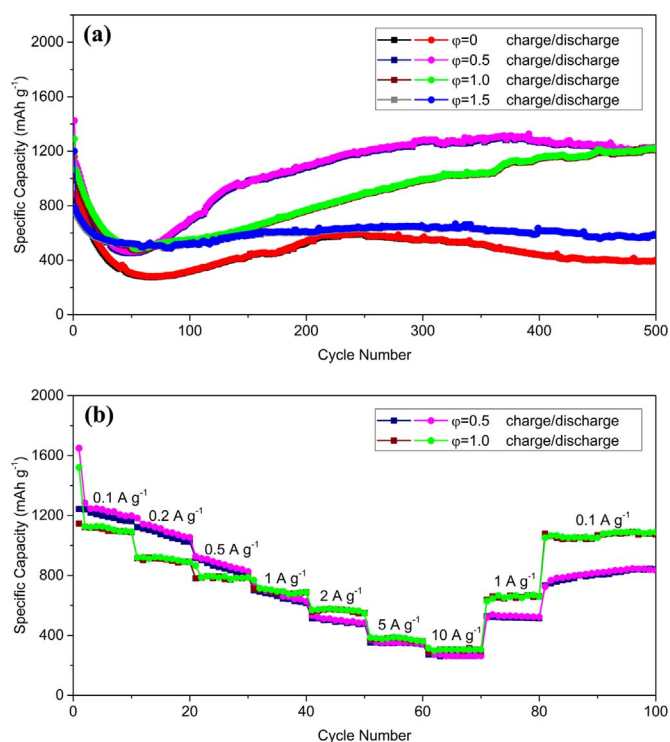 (a)
φ=0 charge/discharge
φ=0.5 charge/discharge
φ=1.0 charge/discharge
φ=1.5 charge/discharge
Specific Capacity (mAh g⁻¹)
2000
1600
1200
800
400
0
0 100 200 300 400 500
Cycle Number
(b)
φ=0.5 charge/discharge
φ=1.0 charge/discharge
Specific Capacity (mAh g⁻¹)
2000
1600
1200
800
400
0
0.1 A g⁻¹
0.2 A g⁻¹
0.5 A g⁻¹
1 A g⁻¹
2 A g⁻¹
5 A g⁻¹
10 A g⁻¹
1 A g⁻¹
0.1 A g⁻¹
0 20 40 60 80 100
Cycle Number